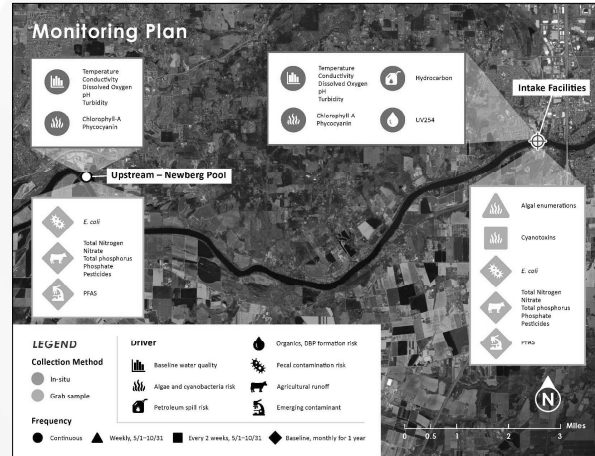 Monitoring Plan
Temperature
Conductivity
Dissolved Oxygen
pH
Turbidity
Chlorophyll-A
Phycocyanin
Temperature
Conductivity
Dissolved Oxygen
pH
Turbidity
Hydrocarbon
Chlorophyll A
Phycocyanin
UV254
Intake Facilities
Upstream – Newberg Pool
E. coli
Total Nitrogen
Nitrate
Total phosphorus
Phosphate
Pesticides
PFAS
Algal enumerations
Cyanotoxins
E. coli
Total Nitrogen
Nitrate
Total phosphorus
Phosphate
Pesticides
PFAS
LEGEND
Collection Method
In-situ
Grab sample
Driver
Baseline water quality
Algae and cyanobacteria risk
Petroleum spill risk
Organics, DBP formation risk
Fecal contamination risk
Agricultural runoff
Emerging contaminant
Frequency
Continuous
Weekly, 5/1–10/31
Every 2 weeks, 5/1–10/31
Baseline, monthly for 1 year
N
Miles
0 0.5 1 2 3